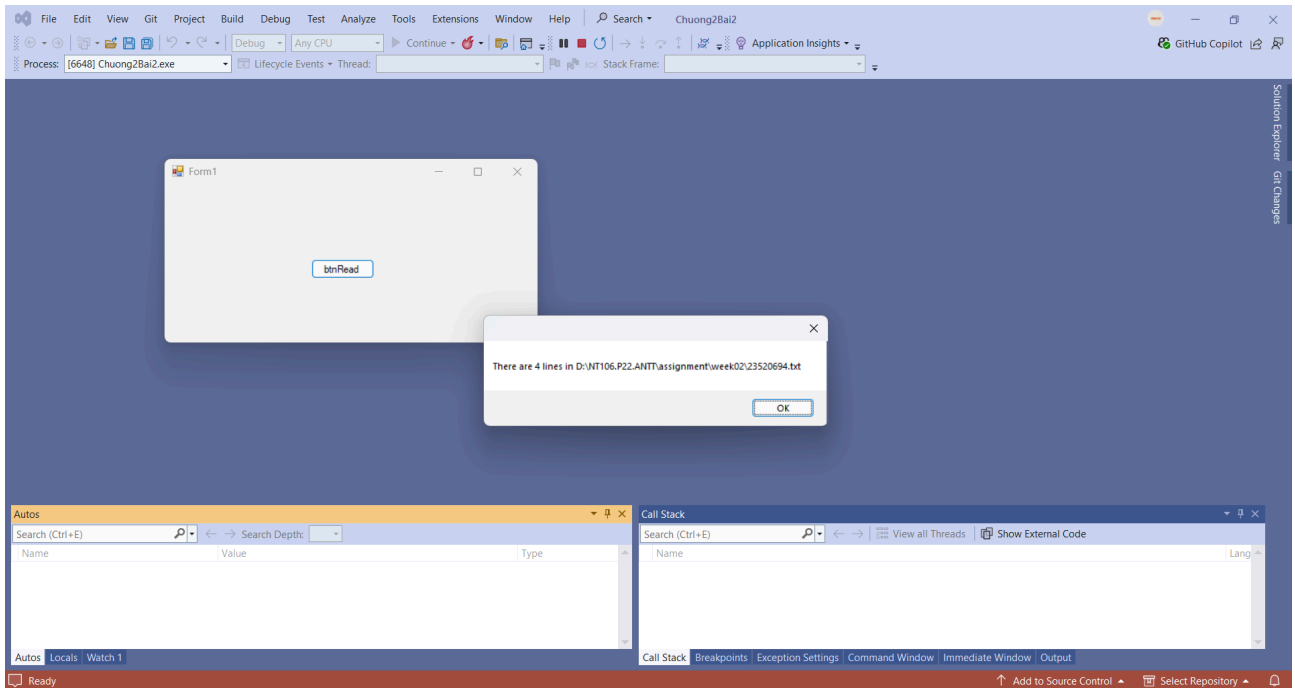 File Edit View Git Project Build Debug Test Analyze Tools Extensions Window Help Search Chuong2Bai2
Debug Any CPU Continue Application Insights GitHub Copilot
Process: [6648] Chuong2Bai2.exe Lifecycle Events Thread: Stack Frame:
Solution Explorer
Git Changes
Form1
btnRead
There are 4 lines in D:\NT106.P22.ANTT\assignment\week02\23520694.txt
OK
Autos
Search (Ctrl+E) Search Depth:
Name Value Type
Autos Locals Watch 1
Call Stack
Search (Ctrl+E) View all Threads Show External Code
Name Lang
Call Stack Breakpoints Exception Settings Command Window Immediate Window Output
Ready Add to Source Control Select Repository